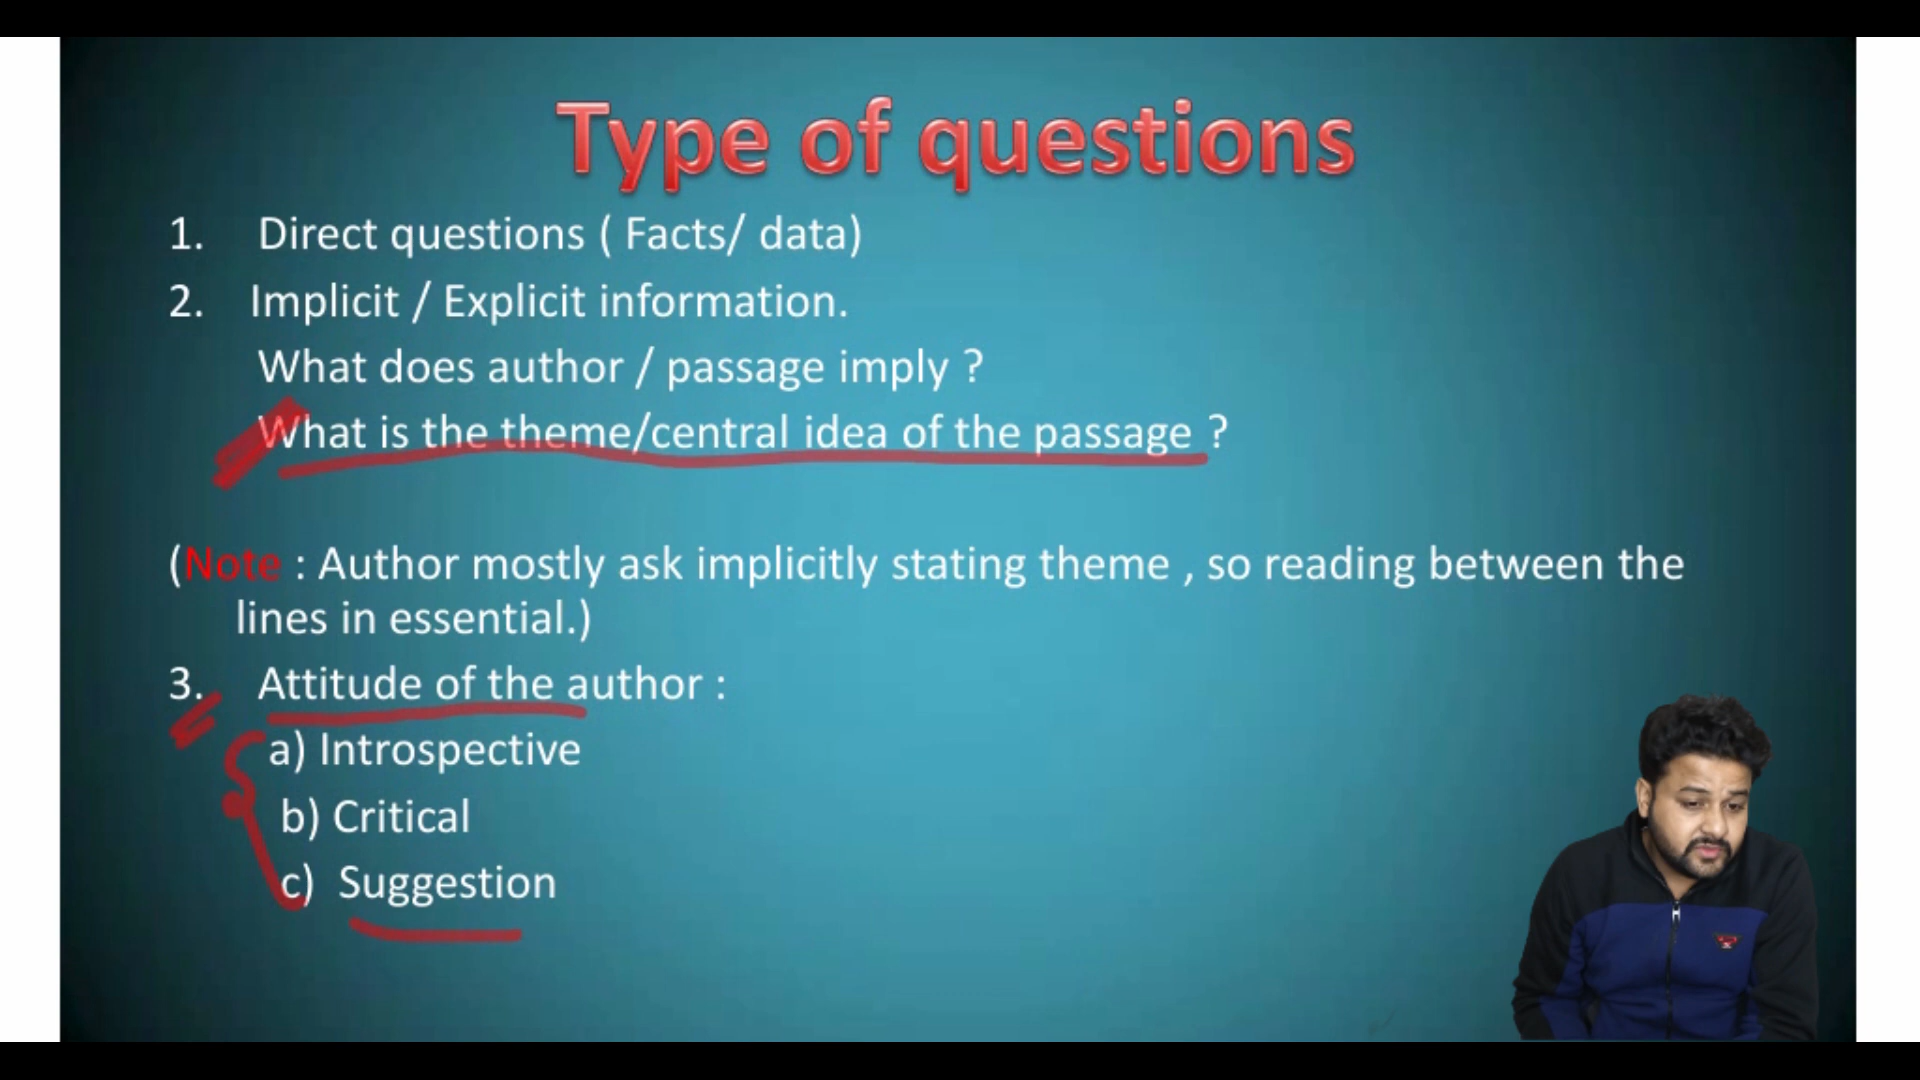 Type of questions
1. Direct questions ( Facts/ data)
2. Implicit / Explicit information.
What does author / passage imply ?
What is the theme/central idea of the passage ?
(Note : Author mostly ask implicitly stating theme , so reading between the
lines in essential.)
3. Attitude of the author :
a) Introspective
b) Critical
c) Suggestion